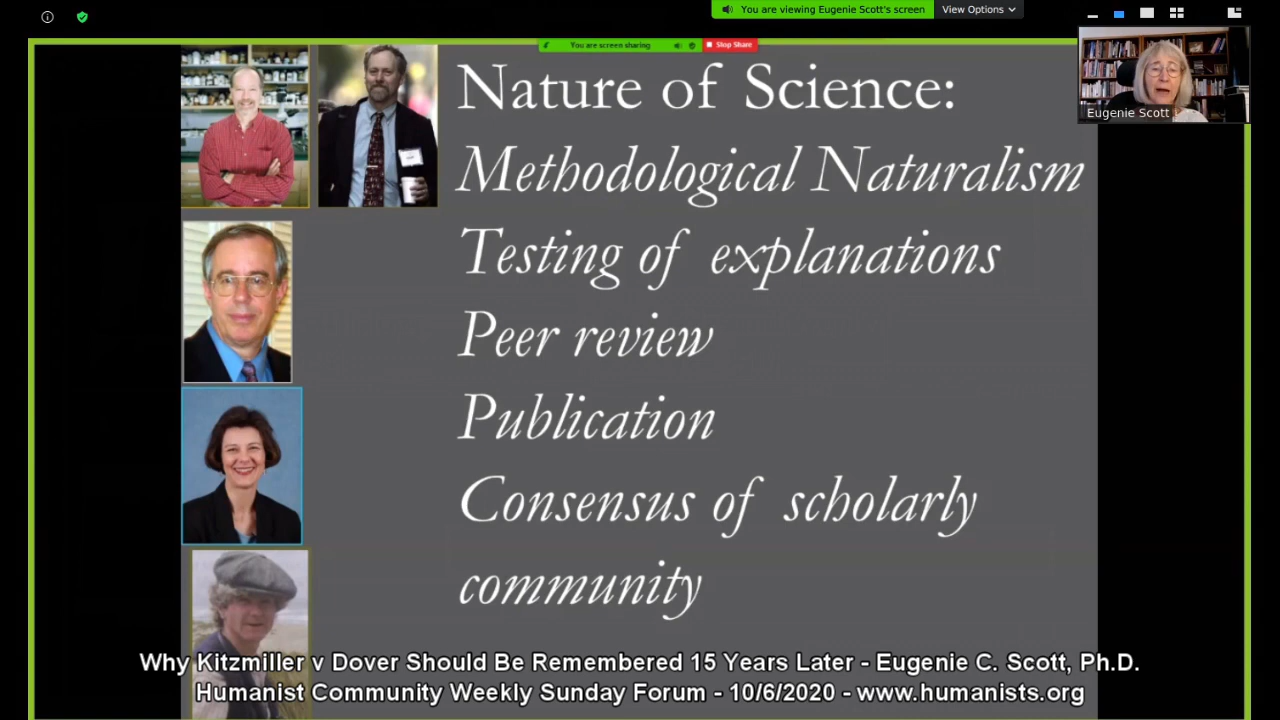 You are viewing Eugenie Scott's screen
View Options
You are screen sharing
Stop Share
Eugenie Scott
Nature of Science:
Methodological Naturalism
Testing of explanations
Peer review
Publication
Consensus of scholarly
community
Why Kitzmiller v Dover Should Be Remembered 15 Years Later - Eugenie C. Scott, Ph.D.
Humanist Community Weekly Sunday Forum - 10/6/2020 - www.humanists.org